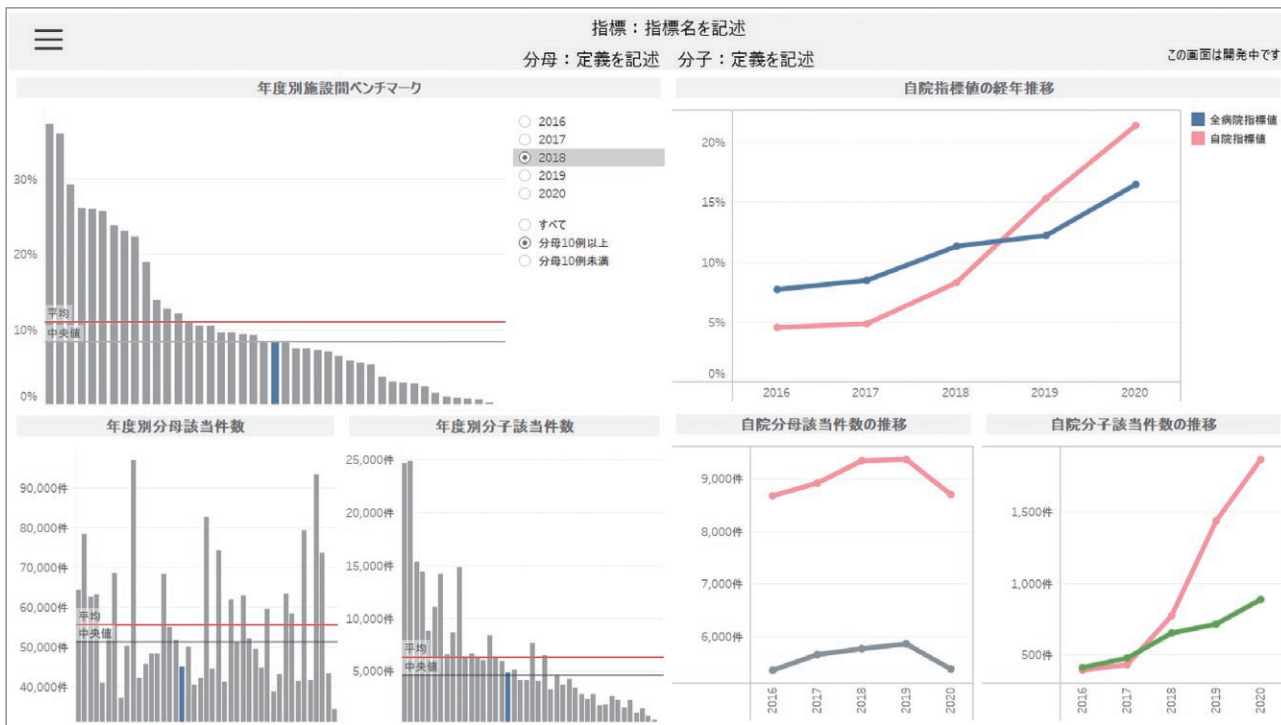 指標：指標名を記述
分母：定義を記述　分子：定義を記述
この画面は開発中です
年度別施設間ベンチマーク
30%
20%
10%
0%
平均
中央値
2016
2017
2018
2019
2020
すべて
分母10例以上
分母10例未満
自院指標値の経年推移
20%
15%
10%
5%
0%
2016 2017 2018 2019 2020
全病院指標値
自院指標値
年度別分母該当件数
90,000件
80,000件
70,000件
60,000件
50,000件
40,000件
平均
中央値
年度別分子該当件数
25,000件
20,000件
15,000件
10,000件
5,000件
平均
中央値
自院分母該当件数の推移
9,000件
8,000件
7,000件
6,000件
2016 2017 2018 2019 2020
自院分子該当件数の推移
1,500件
1,000件
500件
2016 2017 2018 2019 2020